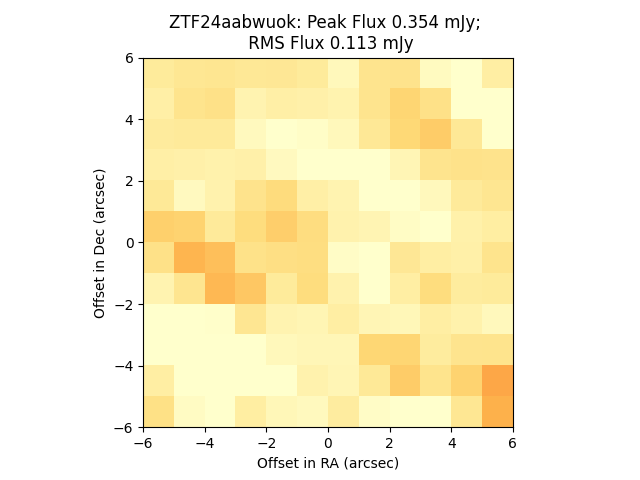 ZTF24aabwuok: Peak Flux 0.354 mJy;
RMS Flux 0.113 mJy
6
4
2
0
−2
−4
−6
Offset in Dec (arcsec)
−6 −4 −2 0 2 4 6
Offset in RA (arcsec)